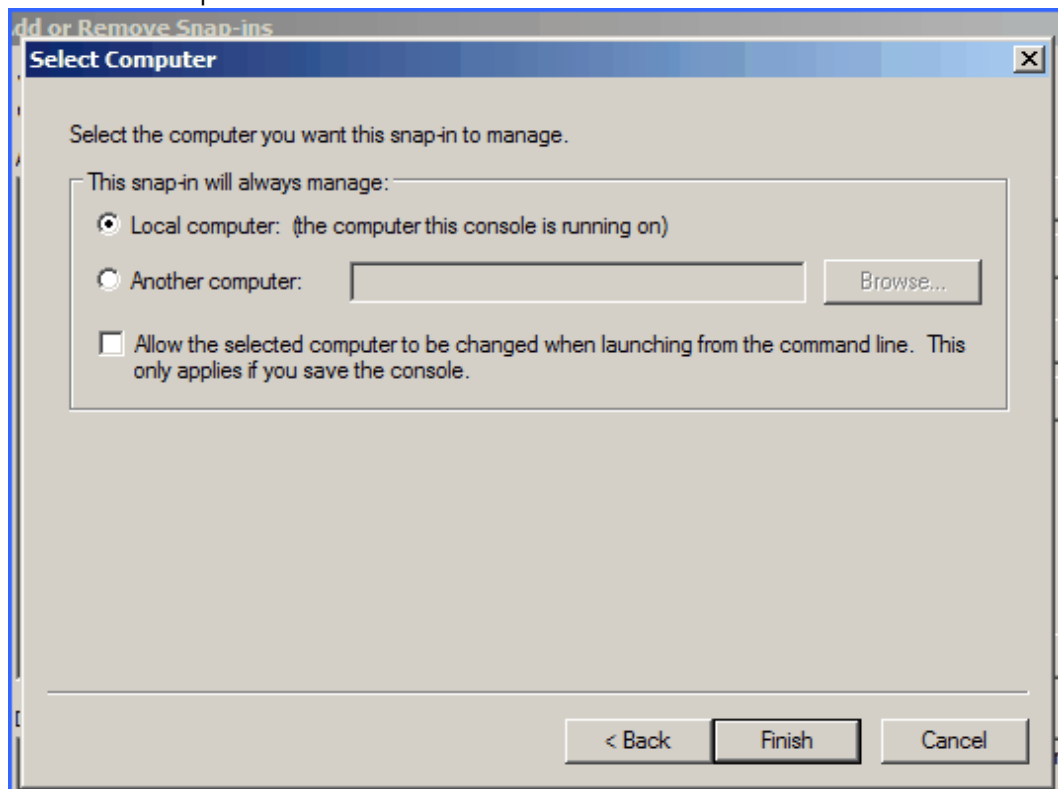 dd or Remove Snap-ins
Select Computer
Select the computer you want this snap-in to manage.
This snap-in will always manage:
Local computer: (the computer this console is running on)
Another computer:
Browse...
Allow the selected computer to be changed when launching from the command line. This
only applies if you save the console.
< Back
Finish
Cancel